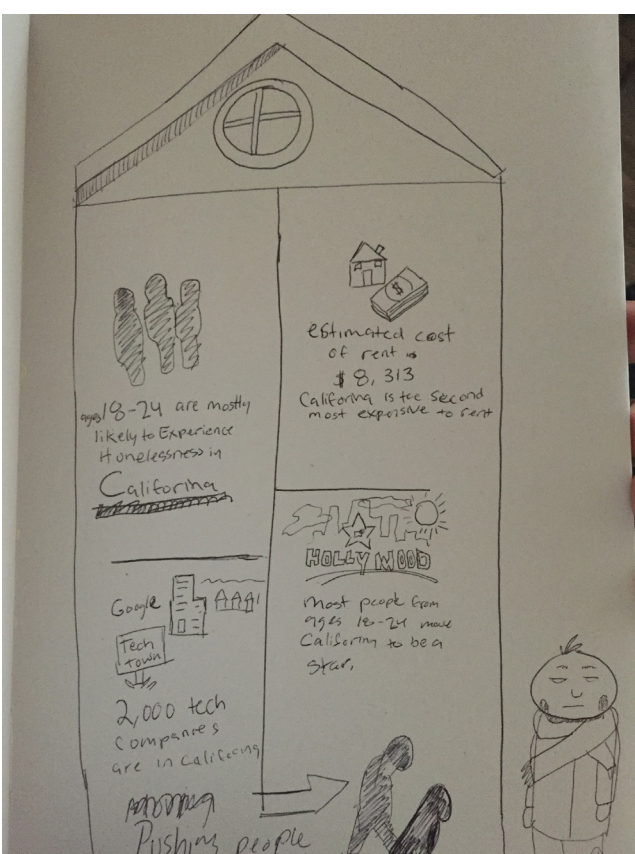 ages 18-24 are mostly
likely to Experience
Homelessness in
California
estimated cost
of rent is
$8,313
California is the second
most expensive to rent
Google
Tech
Town
2,000 tech
companies
are in California
HOLLYWOOD
Most people from
ages 18-24 move
California to be a
star.
Pushing people